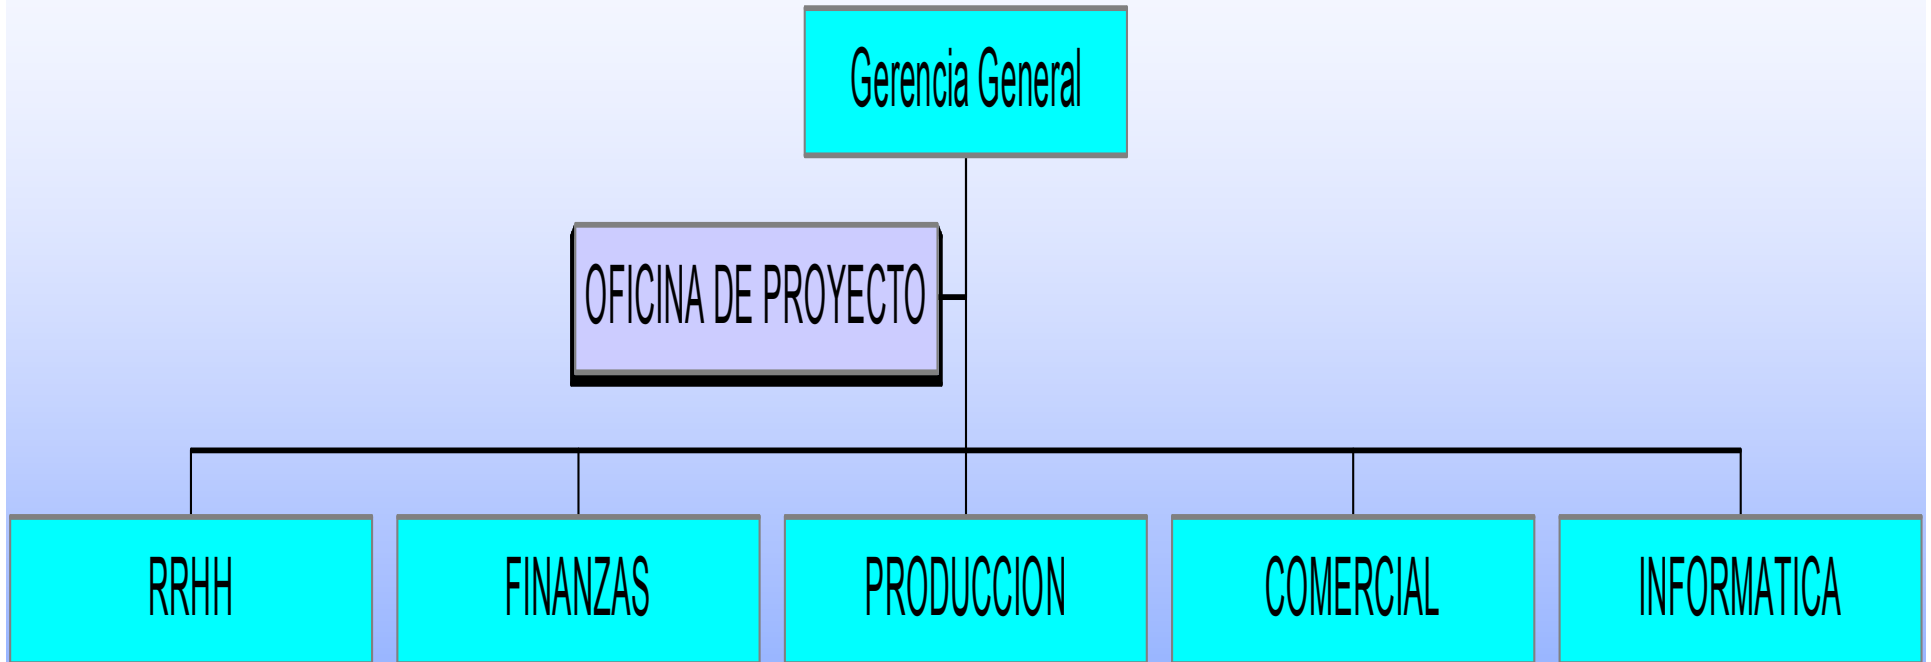 Gerencia General
OFICINA DE PROYECTO
RRHH
FINANZAS
PRODUCCION
COMERCIAL
INFORMATICA